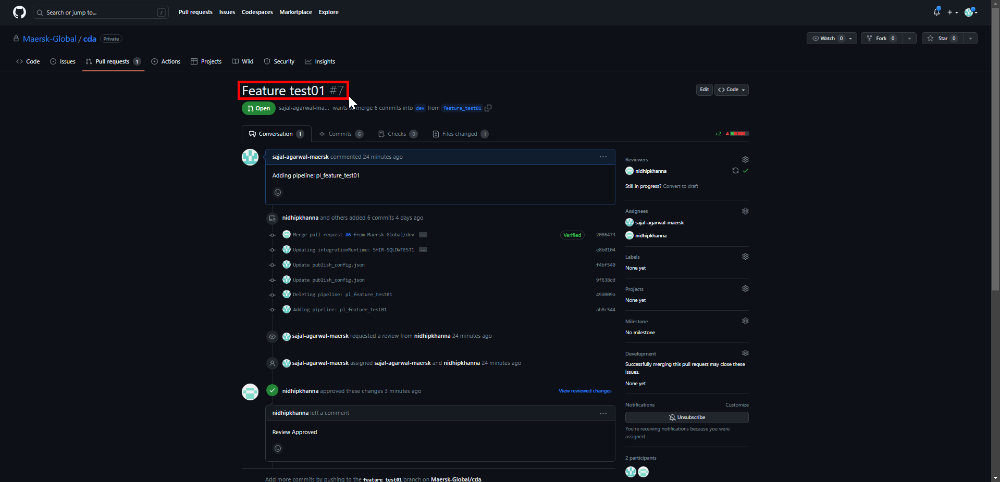 Search or jump to... /
Pull requests Issues Codespaces Marketplace Explore
Maersk-Global / cda Private
Watch 0 Fork 0 Star 0
Code Issues Pull requests 1 Actions Projects Wiki Security Insights
Feature test01 #7
Edit Code
Open sajal-agarwal-ma... wants merge 6 commits into dev from feature_test01
Conversation 1 Commits 6 Checks 0 Files changed 1
+2 −4
sajal-agarwal-maersk commented 24 minutes ago
Adding pipeline: pl_feature_test01
nidhipkhanna and others added 6 commits 4 days ago
Merge pull request #6 from Maersk-Global/dev ... Verified 2086473
Updating integrationRuntime: SHIR-SQLDWTEST1 ... e8b0104
Update publish_config.json f4bf540
Update publish_config.json 9f638dd
Deleting pipeline: pl_feature_test01 49d009a
Adding pipeline: pl_feature_test01 ab8c544
sajal-agarwal-maersk requested a review from nidhipkhanna 24 minutes ago
sajal-agarwal-maersk assigned sajal-agarwal-maersk and nidhipkhanna 24 minutes ago
nidhipkhanna approved these changes 3 minutes ago View reviewed changes
nidhipkhanna left a comment
Review Approved
Add more commits by pushing to the feature_test01 branch on Maersk-Global/cda.
Reviewers
nidhipkhanna
Still in progress? Convert to draft
Assignees
sajal-agarwal-maersk
nidhipkhanna
Labels
None yet
Projects
None yet
Milestone
No milestone
Development
Successfully merging this pull request may close these
issues.
None yet
Notifications Customize
Unsubscribe
You're receiving notifications because you were
assigned.
2 participants